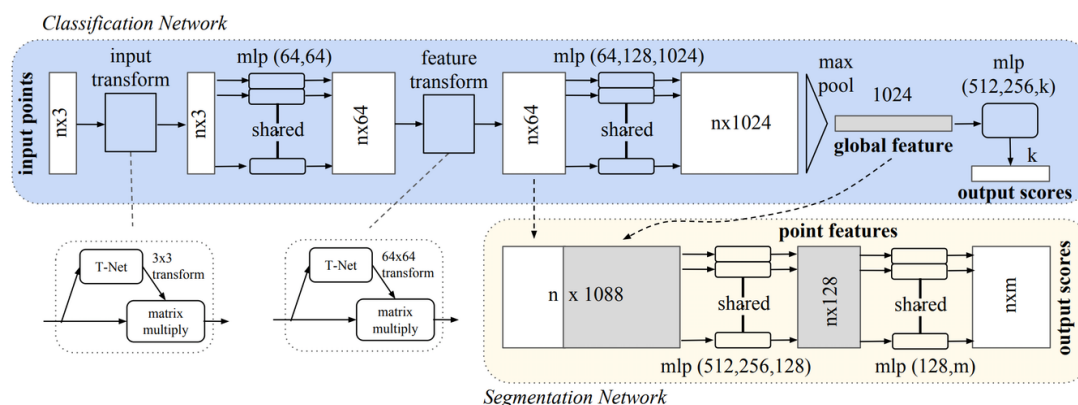 Classification Network
input points
nx3
input
transform
nx3
mlp (64,64)
shared
nx64
feature
transform
nx64
mlp (64,128,1024)
shared
nx1024
max
pool
1024
global feature
mlp
(512,256,k)
k
output scores
T-Net
3x3
transform
matrix
multiply
T-Net
64x64
transform
matrix
multiply
point features
n x 1088
shared
mlp (512,256,128)
nx128
shared
mlp (128,m)
nxm
output scores
Segmentation Network